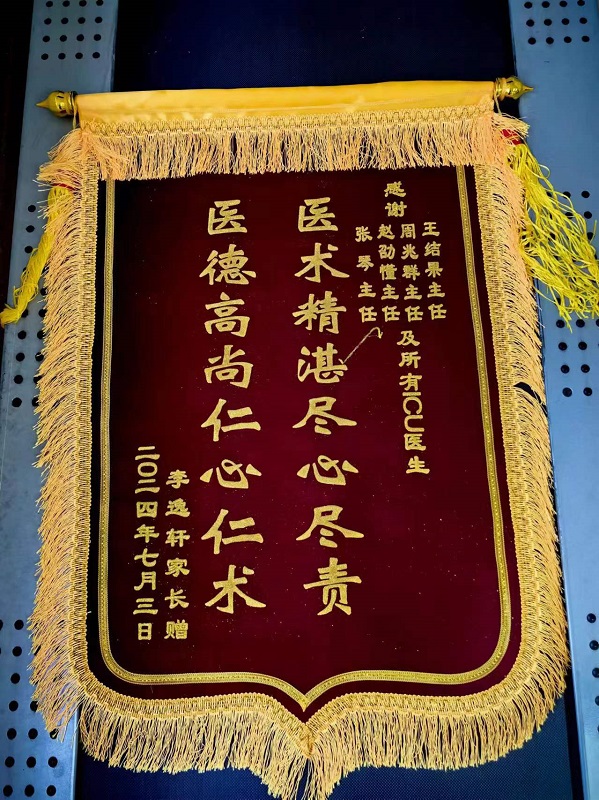 感谢
王结果主任
周兆群主任及所有ICU医生
赵劭懂主任
张琴主任
医术精湛尽心尽责
医德高尚仁心仁术
李逸轩家长赠
二〇二四年七月三日